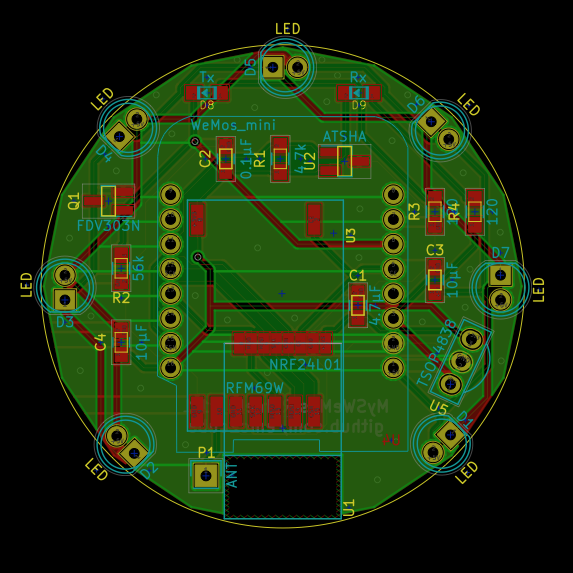 LED
D5
Tx
D8
Rx
D9
LED
D4
LED
D6
WeMos_mini
C2
0.1µF
R1
4.7k
U2
ATSHA
Q1
FDV303N
R3
R4
120
U3
D7
LED
LED
D3
56k
R2
C3
10µF
C1
4.7µF
C4
10µF
TSOP4838
U5
NRF24L01
RFM69W
D1
LED
D2
LED
P1
ANT
U1